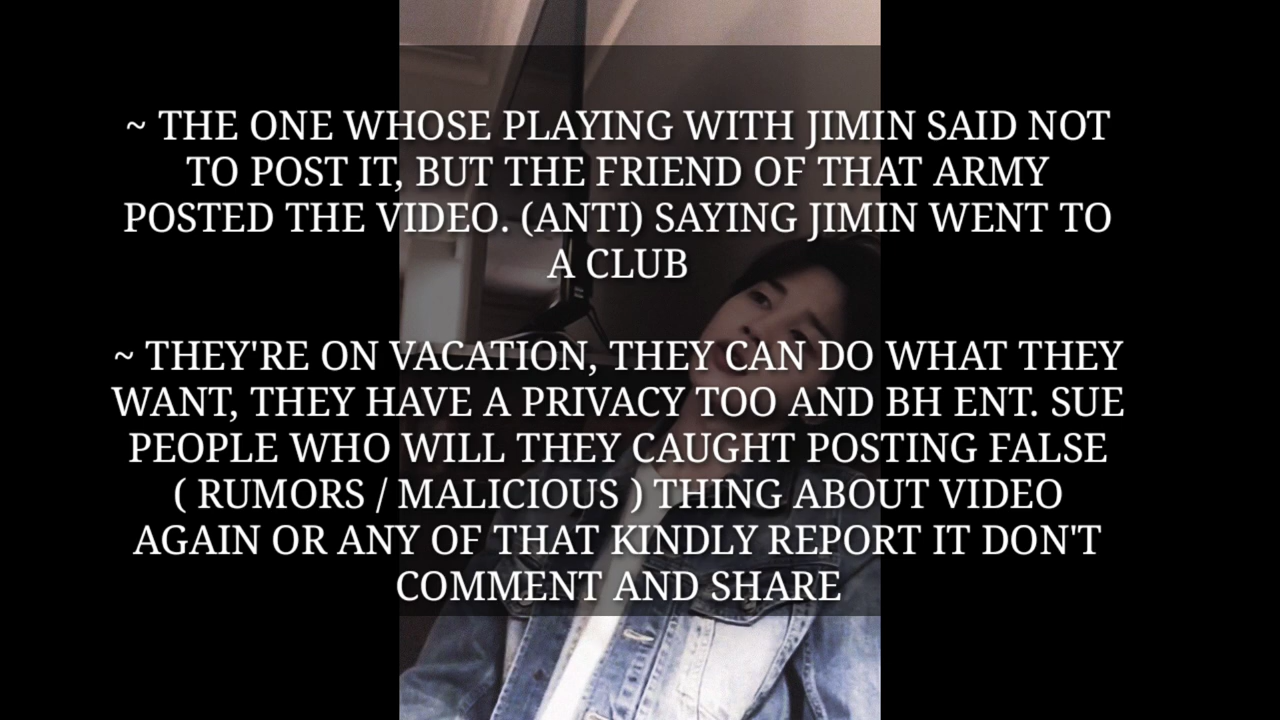 ~ THE ONE WHOSE PLAYING WITH JIMIN SAID NOT
TO POST IT, BUT THE FRIEND OF THAT ARMY
POSTED THE VIDEO. (ANTI) SAYING JIMIN WENT TO
A CLUB
~ THEY'RE ON VACATION, THEY CAN DO WHAT THEY
WANT, THEY HAVE A PRIVACY TOO AND BH ENT. SUE
PEOPLE WHO WILL THEY CAUGHT POSTING FALSE
( RUMORS / MALICIOUS ) THING ABOUT VIDEO
AGAIN OR ANY OF THAT KINDLY REPORT IT DON'T
COMMENT AND SHARE